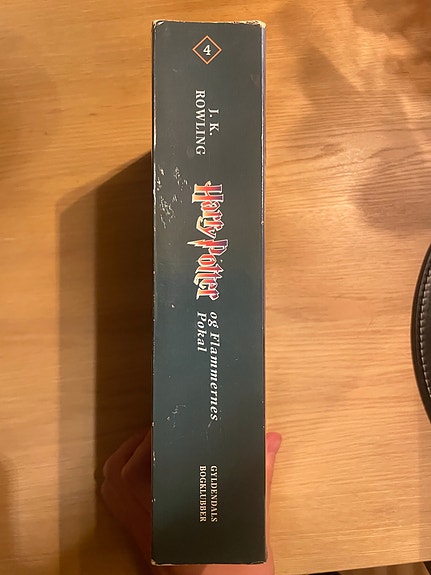 4
J. K.
ROWLING
Harry Potter
og Flammernes
Pokal
GYLDENDALS
BOGKLUBBER